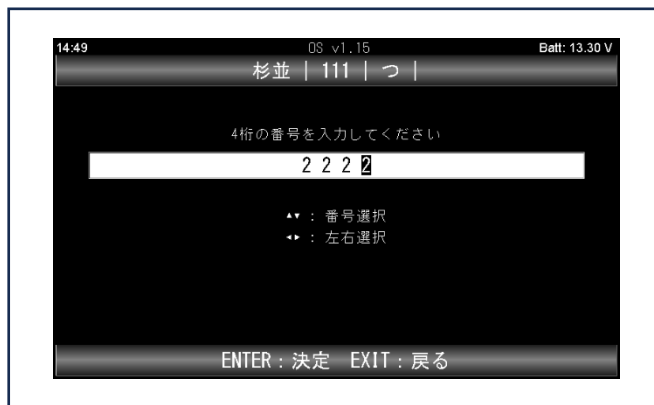 14:49 OS v1.15 Batt: 13.30 V
杉並 | 111 | つ |
4桁の番号を入力してください
2 2 2 2
▲▼ : 番号選択
◀▶ : 左右選択
ENTER : 決定 EXIT : 戻る